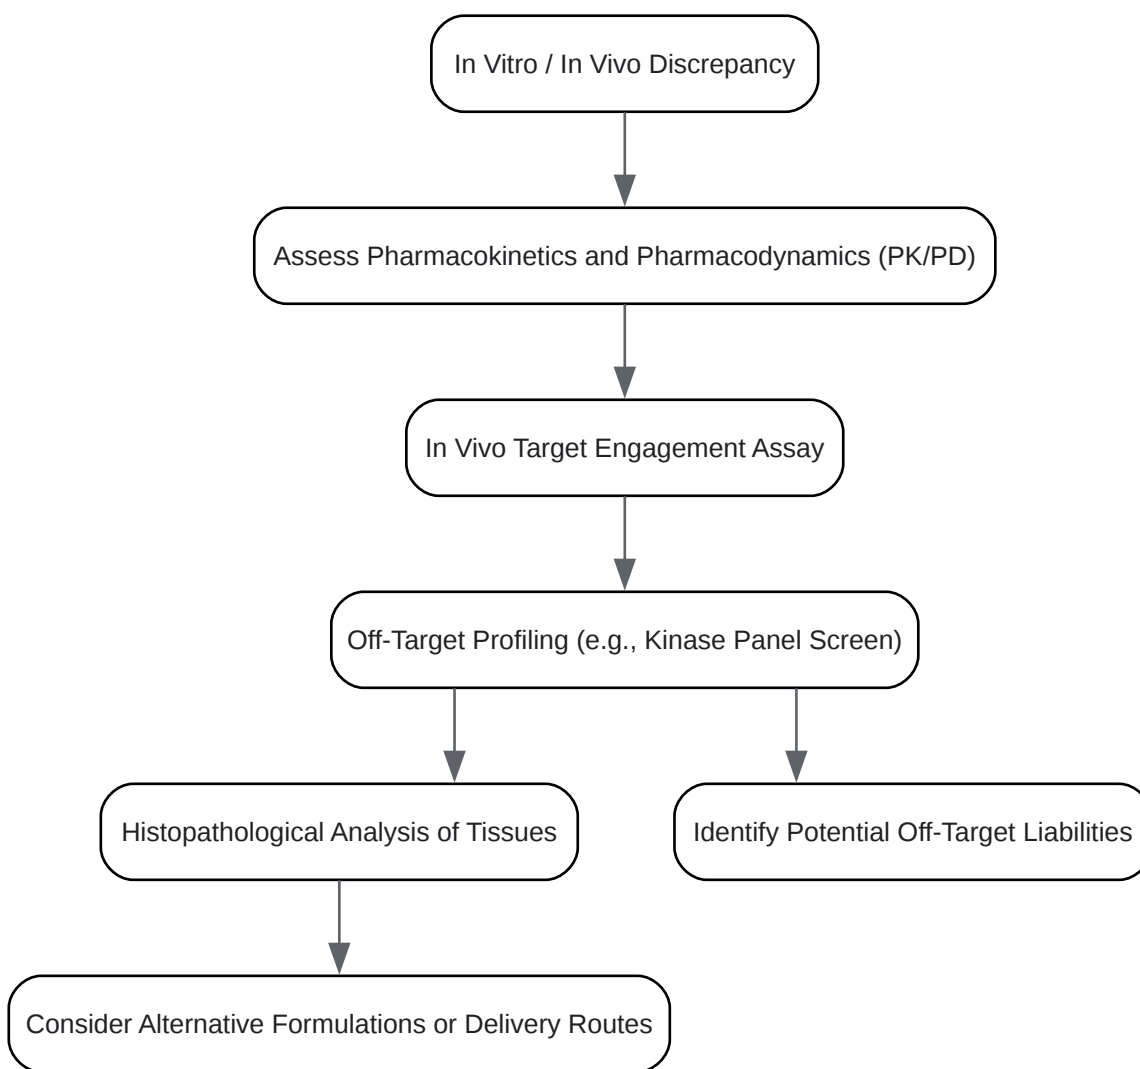 In Vitro / In Vivo Discrepancy
Assess Pharmacokinetics and Pharmacodynamics (PK/PD)
In Vivo Target Engagement Assay
Off-Target Profiling (e.g., Kinase Panel Screen)
Histopathological Analysis of Tissues
Identify Potential Off-Target Liabilities
Consider Alternative Formulations or Delivery Routes